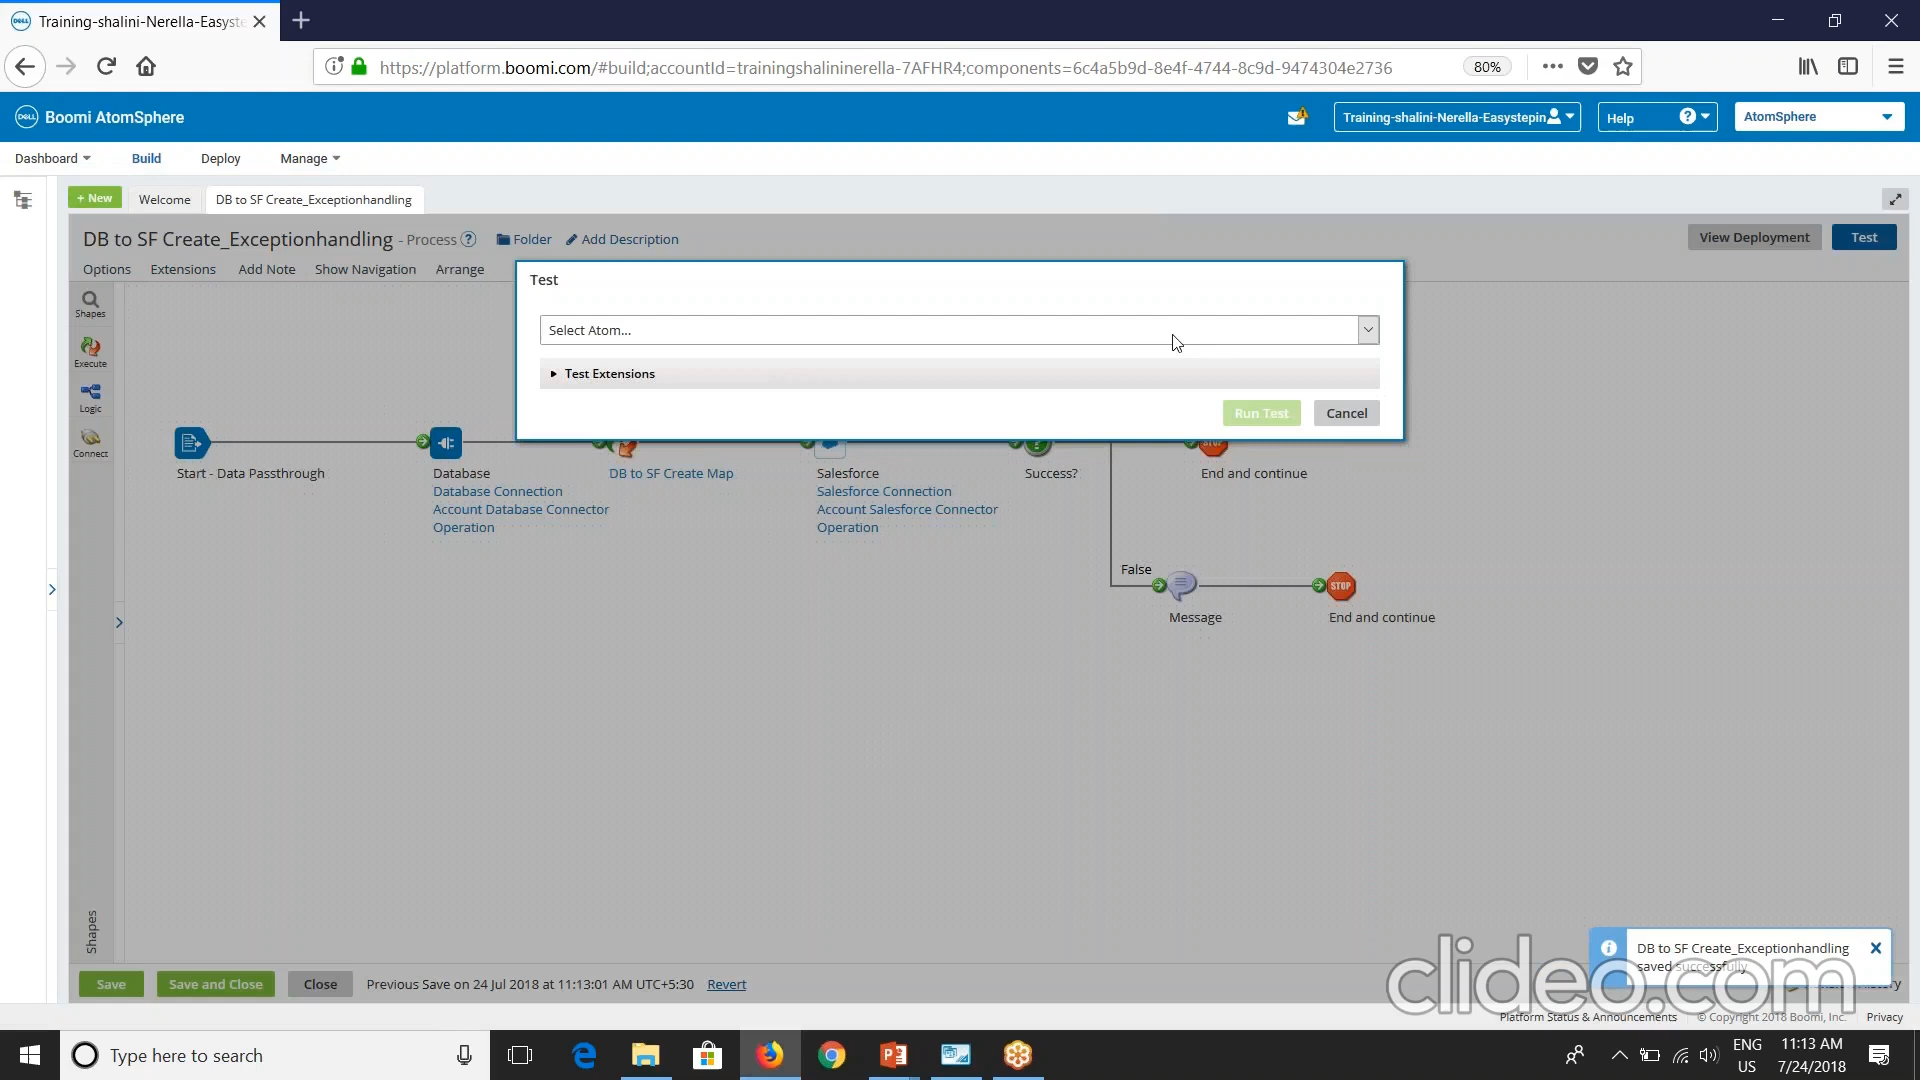 Training-shalini-Nerella-Easyste
https://platform.boomi.com/#build;accountId=trainingshalininerella-7AFHR4;components=6c4a5b9d-8e4f-4744-8c9d-9474304e2736
80%
DELL Boomi AtomSphere
Training-shalini-Nerella-Easystepin
Help
AtomSphere
Dashboard
Build
Deploy
Manage
+ New
Welcome
DB to SF Create_Exceptionhandling
DB to SF Create_Exceptionhandling - Process
Folder
Add Description
View Deployment
Test
Options
Extensions
Add Note
Show Navigation
Arrange
Test
Select Atom...
Test Extensions
Run Test
Cancel
Shapes
Execute
Logic
Connect
Start - Data Passthrough
Database
Database Connection
Account Database Connector
Operation
DB to SF Create Map
Salesforce
Salesforce Connection
Account Salesforce Connector
Operation
Success?
STOP
End and continue
False
Message
STOP
End and continue
Shapes
DB to SF Create_Exceptionhandling
saved successfully
clideo.com
Save
Save and Close
Close
Previous Save on 24 Jul 2018 at 11:13:01 AM UTC+5:30
Revert
Platform Status & Announcements
© Copyright 2018 Boomi, Inc.
Privacy
Type here to search
ENG
US
11:13 AM
7/24/2018